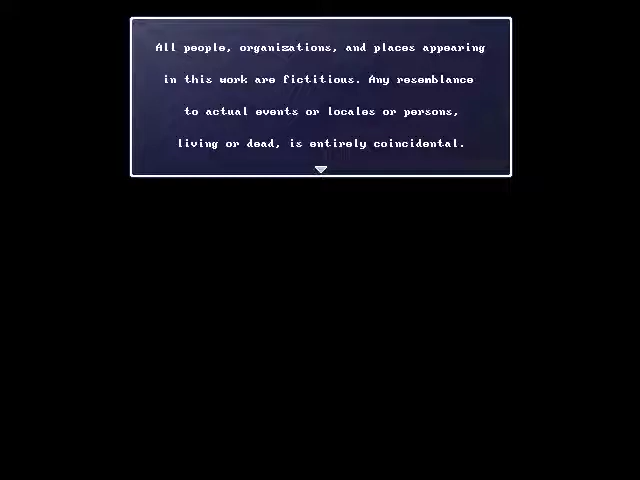 All people, organizations, and places appearing
in this work are fictitious. Any resemblance
to actual events or locales or persons,
living or dead, is entirely coincidental.